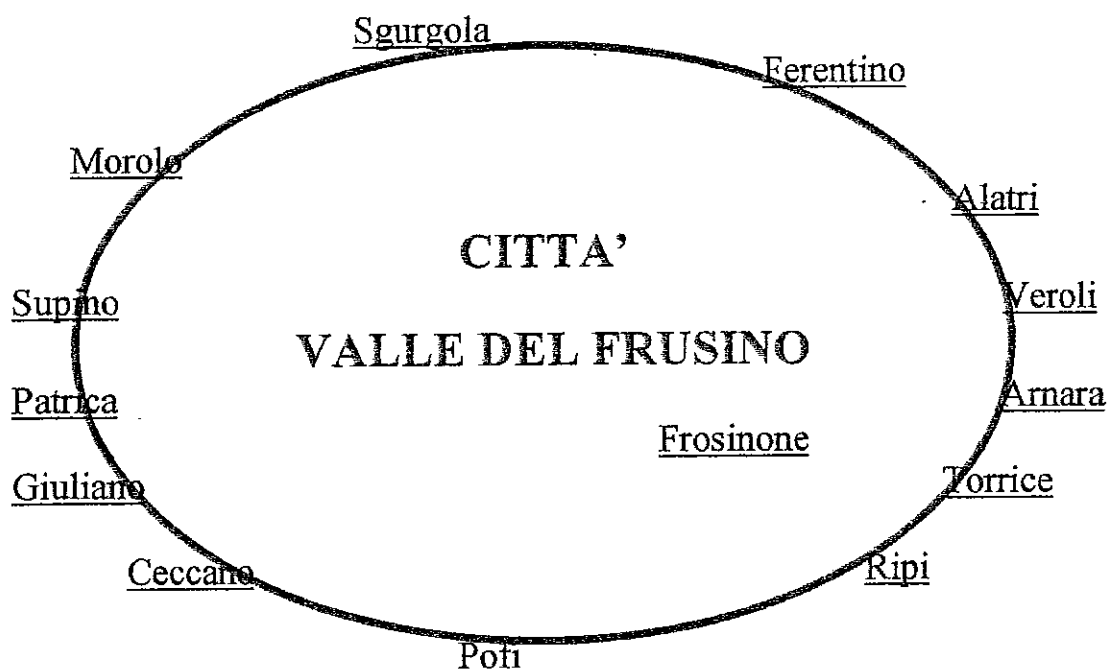 Sgurgola
Ferentino
Morolo
Alatri
CITTA’
Supino
Veroli
VALLE DEL FRUSINO
Patrica
Arnara
Frosinone
Giuliano
Torrice
Ceccano
Ripi
Pofi